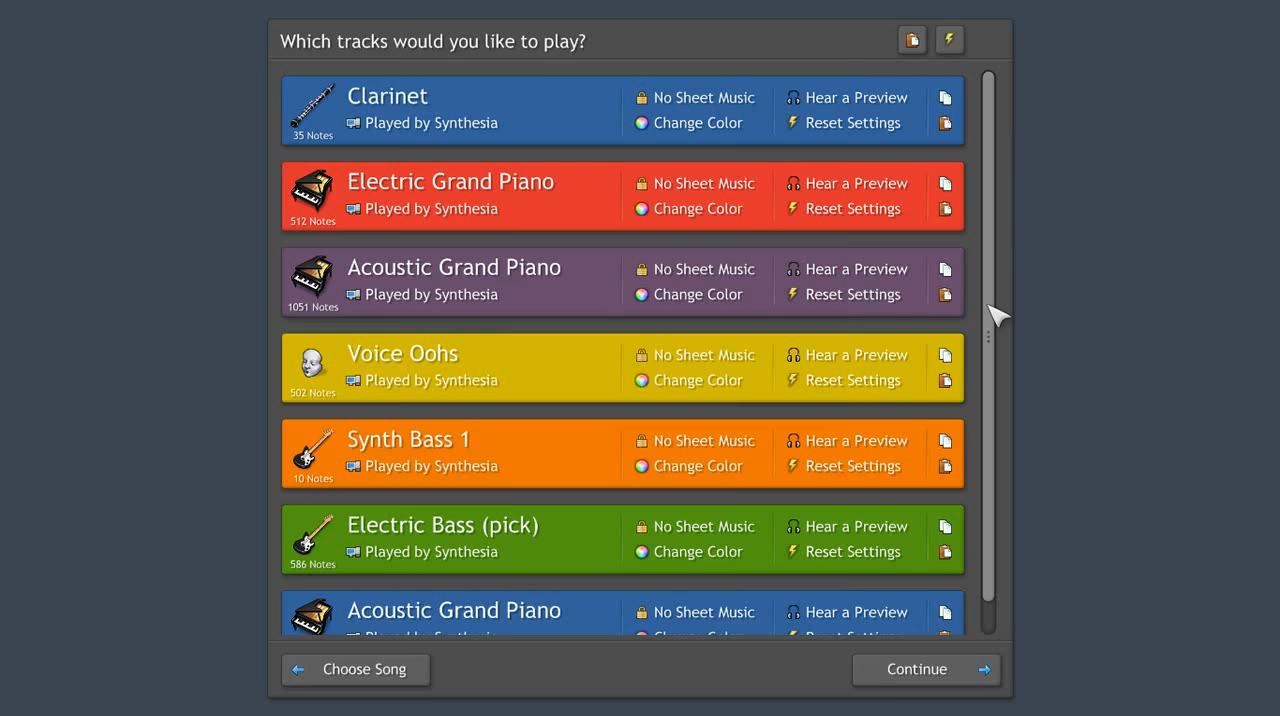 Which tracks would you like to play?
Clarinet
No Sheet Music
Hear a Preview
35 Notes
Played by Synthesia
Change Color
Reset Settings
Electric Grand Piano
No Sheet Music
Hear a Preview
512 Notes
Played by Synthesia
Change Color
Reset Settings
Acoustic Grand Piano
No Sheet Music
Hear a Preview
1051 Notes
Played by Synthesia
Change Color
Reset Settings
Voice Oohs
No Sheet Music
Hear a Preview
502 Notes
Played by Synthesia
Change Color
Reset Settings
Synth Bass 1
No Sheet Music
Hear a Preview
10 Notes
Played by Synthesia
Change Color
Reset Settings
Electric Bass (pick)
No Sheet Music
Hear a Preview
586 Notes
Played by Synthesia
Change Color
Reset Settings
Acoustic Grand Piano
No Sheet Music
Hear a Preview
Choose Song
Continue